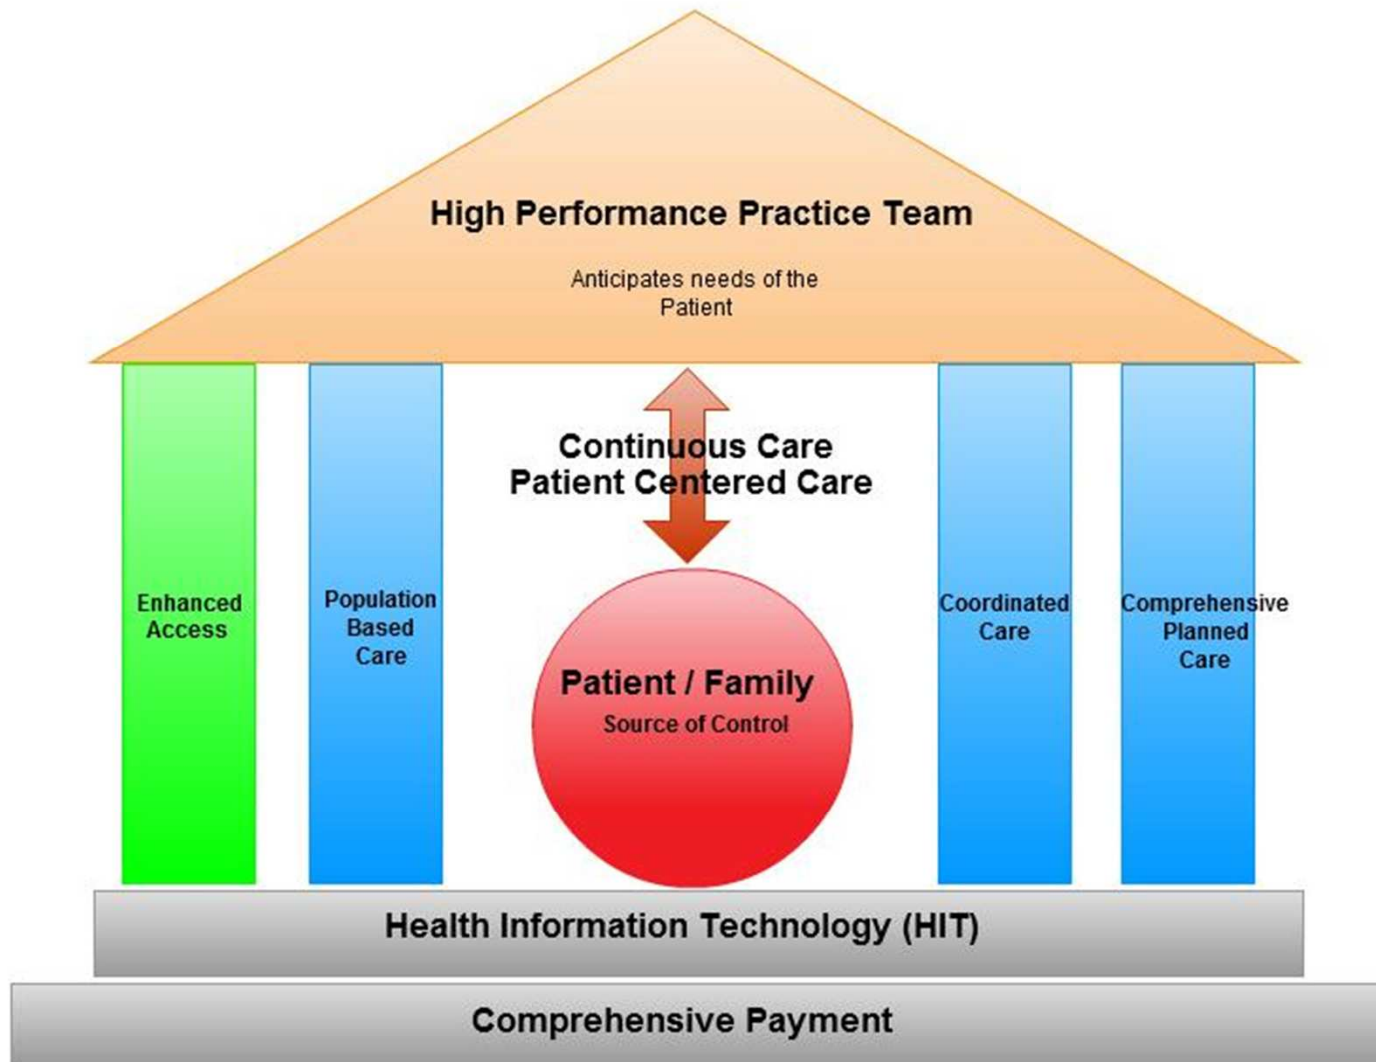 High Performance Practice Team
Anticipates needs of the
Patient
Continuous Care
Patient Centered Care
Enhanced
Access
Population
Based
Care
Patient / Family
Source of Control
Coordinated
Care
Comprehensive
Planned
Care
Health Information Technology (HIT)
Comprehensive Payment